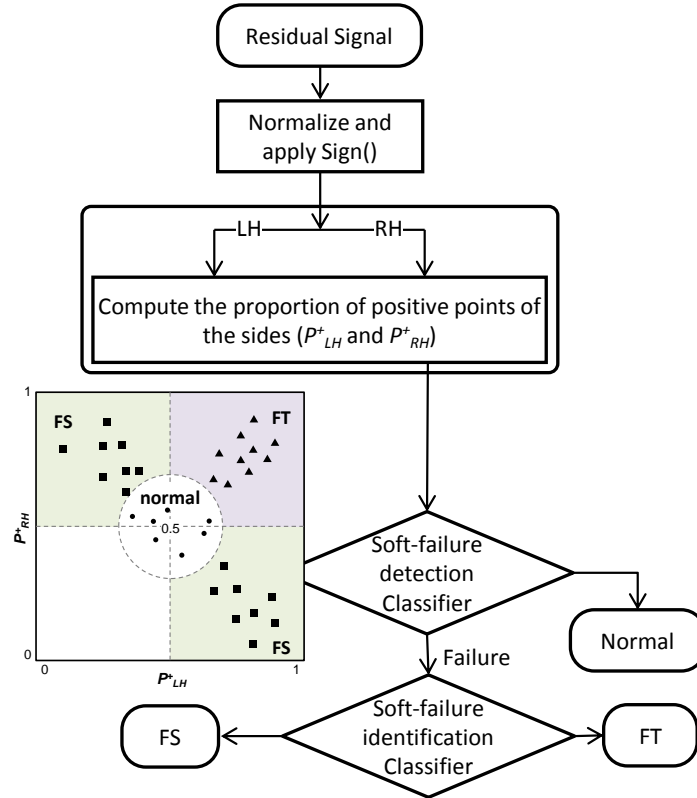 Residual Signal
Normalize and
apply Sign()
LH
RH
Compute the proportion of positive points of
the sides (P⁺LH and P⁺RH)
1
FS
FT
normal
0.5
P⁺RH
FS
0
0
1
P⁺LH
Soft-failure
detection
Classifier
Normal
Failure
Soft-failure
identification
Classifier
FS
FT